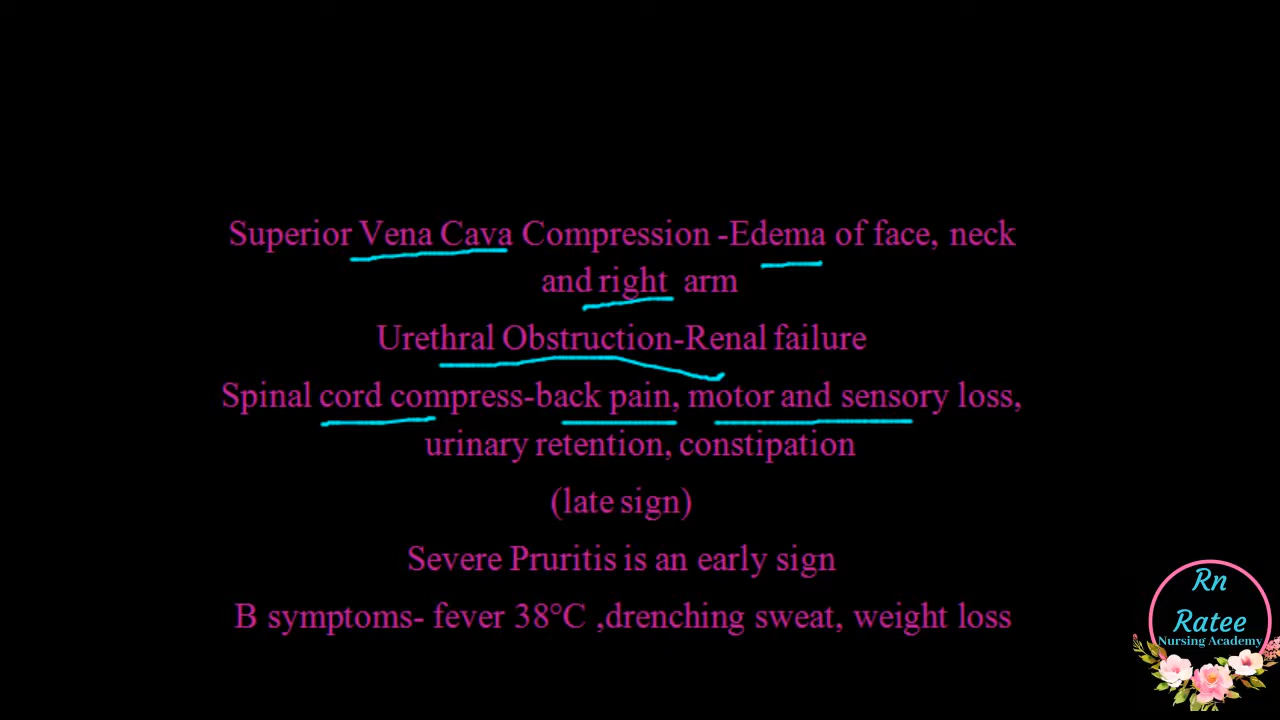 Superior Vena Cava Compression -Edema of face, neck
and right arm
Urethral Obstruction-Renal failure
Spinal cord compress-back pain, motor and sensory loss,
urinary retention, constipation
(late sign)
Severe Pruritis is an early sign
B symptoms- fever 38°C ,drenching sweat, weight loss
Rn
Ratee
Nursing Academy